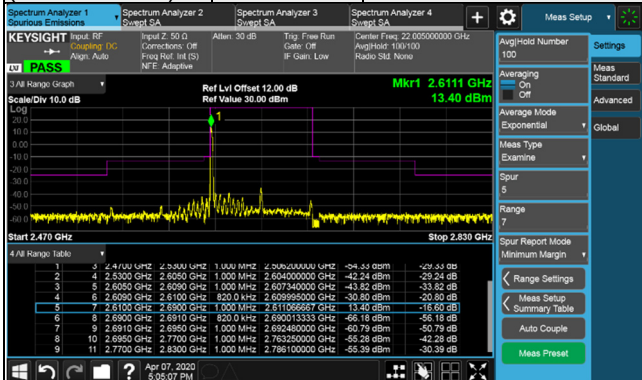 Spectrum Analyzer 1
Spurious Emissions
Spectrum Analyzer 2
Swept SA
Spectrum Analyzer 3
Swept SA
Spectrum Analyzer 4
Swept SA
Meas Setup
KEYSIGHT
Input: RF
Coupling: DC
Align: Auto
Input Z: 50 Ω
Corrections: Off
Freq Ref: Int (S)
NFE: Adaptive
Atten: 30 dB
Trig: Free Run
Gate: Off
IF Gain: Low
Center Freq: 22.005000000 GHz
Avg|Hold: 100/100
Radio Std: None
LXI PASS
3 All Range Graph
Ref Lvl Offset 12.00 dB
Mkr1 2.6111 GHz
Scale/Div 10.0 dB
Ref Value 30.00 dBm
13.40 dBm
Log
20.0
10.0
0.00
-10.0
-20.0
-30.0
-40.0
-50.0
-60.0
1
Start 2.470 GHz
Stop 2.830 GHz
4 All Range Table
1 3 2.4700 GHz 2.5300 GHz 1.000 MHz 2.506200000 GHz -54.33 dBm -29.33 dB
2 4 2.5300 GHz 2.6050 GHz 1.000 MHz 2.604000000 GHz -42.24 dBm -29.24 dB
3 5 2.6050 GHz 2.6090 GHz 1.000 MHz 2.607340000 GHz -43.82 dBm -33.82 dB
4 6 2.6090 GHz 2.6100 GHz 820.0 kHz 2.609995000 GHz -30.80 dBm -20.80 dB
5 7 2.6100 GHz 2.6900 GHz 1.000 MHz 2.611066667 GHz 13.40 dBm -16.60 dB
6 8 2.6900 GHz 2.6910 GHz 820.0 kHz 2.690013333 GHz -66.18 dBm -56.18 dB
7 9 2.6910 GHz 2.6950 GHz 1.000 MHz 2.692480000 GHz -60.79 dBm -50.79 dB
8 10 2.6950 GHz 2.7700 GHz 1.000 MHz 2.763250000 GHz -55.28 dBm -42.28 dB
9 11 2.7700 GHz 2.8300 GHz 1.000 MHz 2.786100000 GHz -55.39 dBm -30.39 dB
Apr 07, 2020
5:05:07 PM
Avg|Hold Number
100
Averaging
On
Off
Average Mode
Exponential
Meas Type
Examine
Spur
5
Range
7
Spur Report Mode
Minimum Margin
Range Settings
Meas Setup
Summary Table
Auto Couple
Meas Preset
Settings
Meas
Standard
Advanced
Global